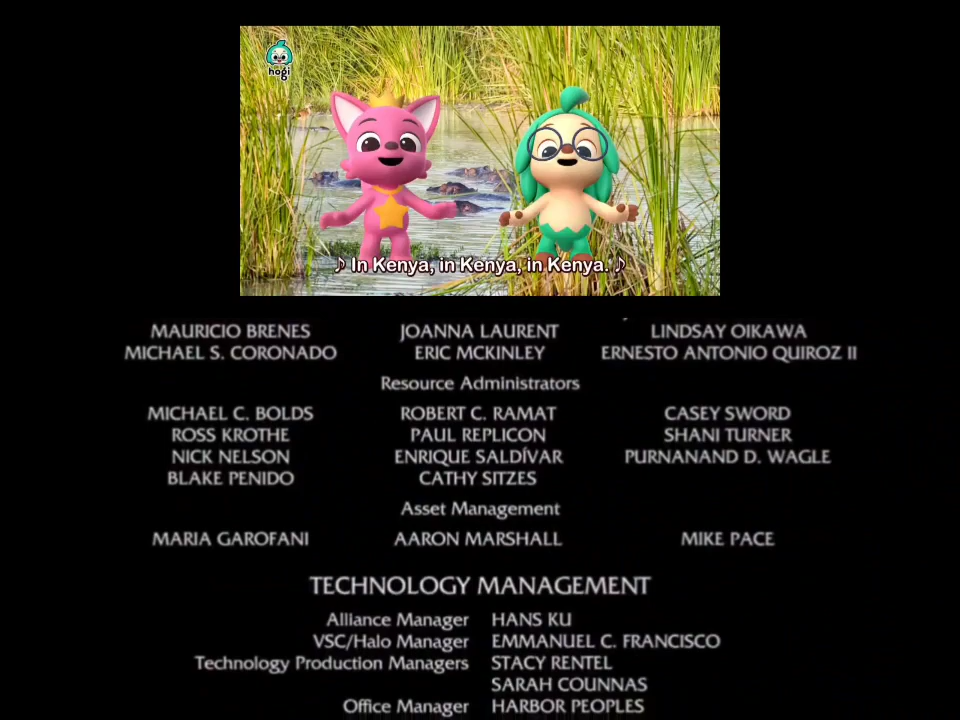 hogi
♪ In Kenya, in Kenya, in Kenya. ♪
MAURICIO BRENES JOANNA LAURENT LINDSAY OIKAWA
MICHAEL S. CORONADO ERIC MCKINLEY ERNESTO ANTONIO QUIROZ II
Resource Administrators
MICHAEL C. BOLDS ROBERT C. RAMAT CASEY SWORD
ROSS KROTHE PAUL REPLICON SHANI TURNER
NICK NELSON ENRIQUE SALDÍVAR PURNANAND D. WAGLE
BLAKE PENIDO CATHY SITZES
Asset Management
MARIA GAROFANI AARON MARSHALL MIKE PACE
TECHNOLOGY MANAGEMENT
Alliance Manager HANS KU
VSC/Halo Manager EMMANUEL C. FRANCISCO
Technology Production Managers STACY RENTEL
SARAH COUNNAS
Office Manager HARBOR PEOPLES